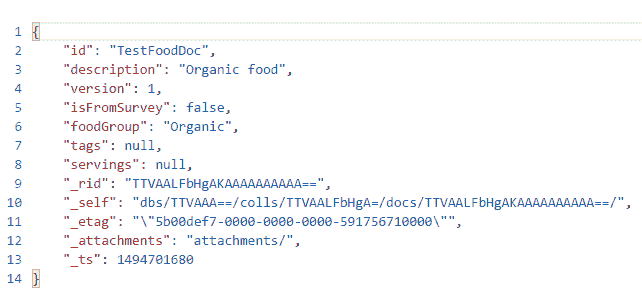 1 {
2 "id": "TestFoodDoc",
3 "description": "Organic food",
4 "version": 1,
5 "isFromSurvey": false,
6 "foodGroup": "Organic",
7 "tags": null,
8 "servings": null,
9 "_rid": "TTVAALFbHgAKAAAAAAAAAA==",
10 "_self": "dbs/TTVAAA==/colls/TTVAALFbHgA=/docs/TTVAALFbHgAKAAAAAAAAAA==/",
11 "_etag": "\"5b00def7-0000-0000-0000-591756710000\"",
12 "_attachments": "attachments/",
13 "_ts": 1494701680
14 }